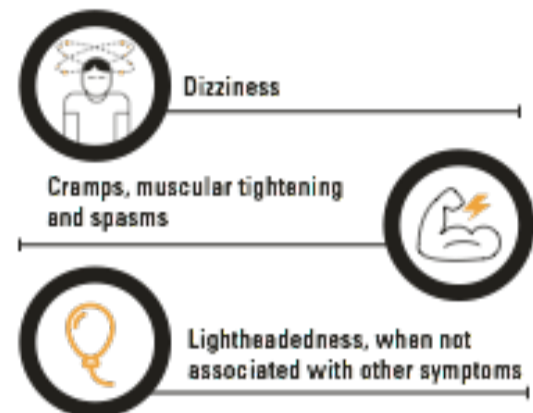 Dizziness
Cramps, muscular tightening
and spasms
Lightheadedness, when not
associated with other symptoms